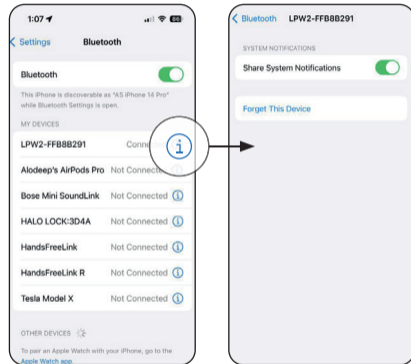 1:07
Settings
Bluetooth
Bluetooth
This iPhone is discoverable as "AS iPhone 14 Pro"
while Bluetooth Settings is open.
MY DEVICES
LPW2-FFB8B291
i
Alodeep's AirPods Pro Not
Bose Mini SoundLink Not Connected i
HALO LOCK:3D4A Not Connected i
HandsFreeLink Not Connected i
HandsFreeLink R Not Connected i
Tesla Model X Not Connected i
OTHER DEVICES
To pair an Apple Watch with your iPhone, go to the
Apple Watch app.
Bluetooth LPW2-FFB8B291
SYSTEM NOTIFICATIONS
Share System Notifications
Forget This Device